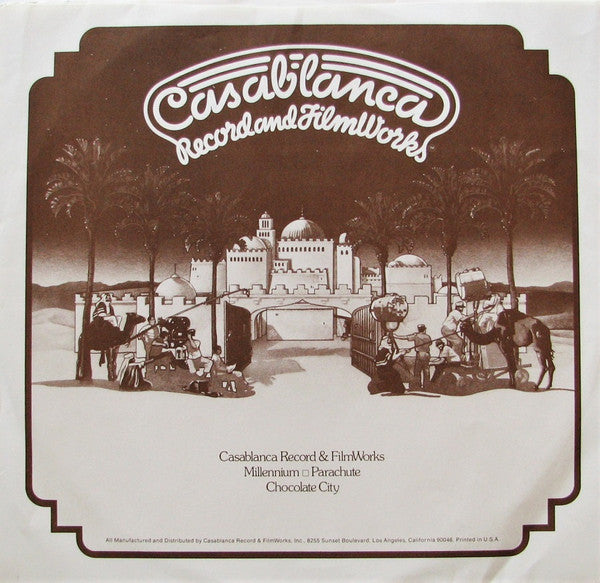 Casablanca
Record and FilmWorks
Casablanca Record & FilmWorks
Millennium □ Parachute
Chocolate City
All Manufactured and Distributed by Casablanca Record & FilmWorks, Inc., 8255 Sunset Boulevard, Los Angeles, California 90046. Printed in U.S.A.